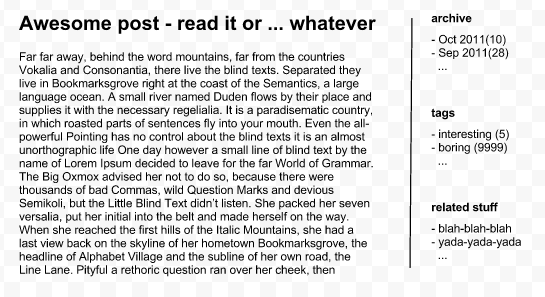 Awesome post - read it or ... whatever
Far far away, behind the word mountains, far from the countries
Vokalia and Consonantia, there live the blind texts. Separated they
live in Bookmarksgrove right at the coast of the Semantics, a large
language ocean. A small river named Duden flows by their place and
supplies it with the necessary regelialia. It is a paradisematic country,
in which roasted parts of sentences fly into your mouth. Even the all-
powerful Pointing has no control about the blind texts it is an almost
unorthographic life One day however a small line of blind text by the
name of Lorem Ipsum decided to leave for the far World of Grammar.
The Big Oxmox advised her not to do so, because there were
thousands of bad Commas, wild Question Marks and devious
Semikoli, but the Little Blind Text didn't listen. She packed her seven
versalia, put her initial into the belt and made herself on the way.
When she reached the first hills of the Italic Mountains, she had a
last view back on the skyline of her hometown Bookmarksgrove, the
headline of Alphabet Village and the subline of her own road, the
Line Lane. Pityful a rethoric question ran over her cheek, then
archive
- Oct 2011(10)
- Sep 2011(28)
...
tags
- interesting (5)
- boring (9999)
...
related stuff
- blah-blah-blah
- yada-yada-yada
...